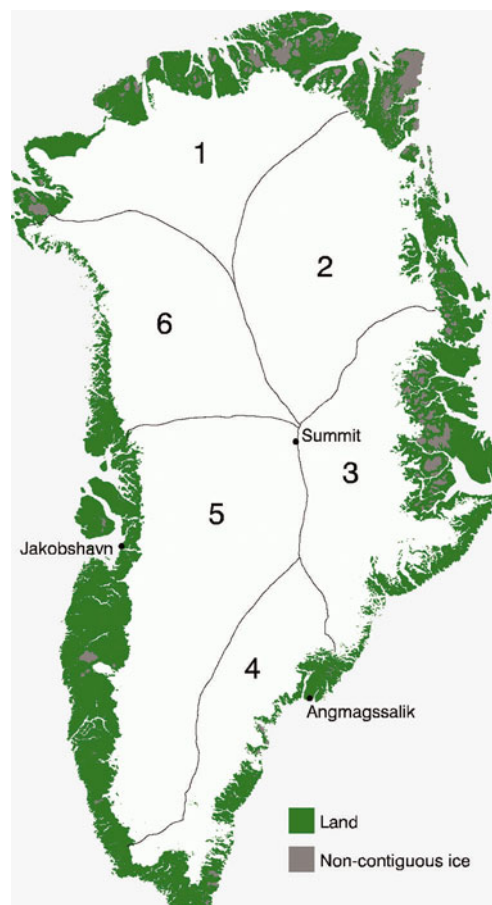 1
2
6
Summit
3
5
Jakobshavn
4
Angmagssalik
Land
Non-contiguous ice